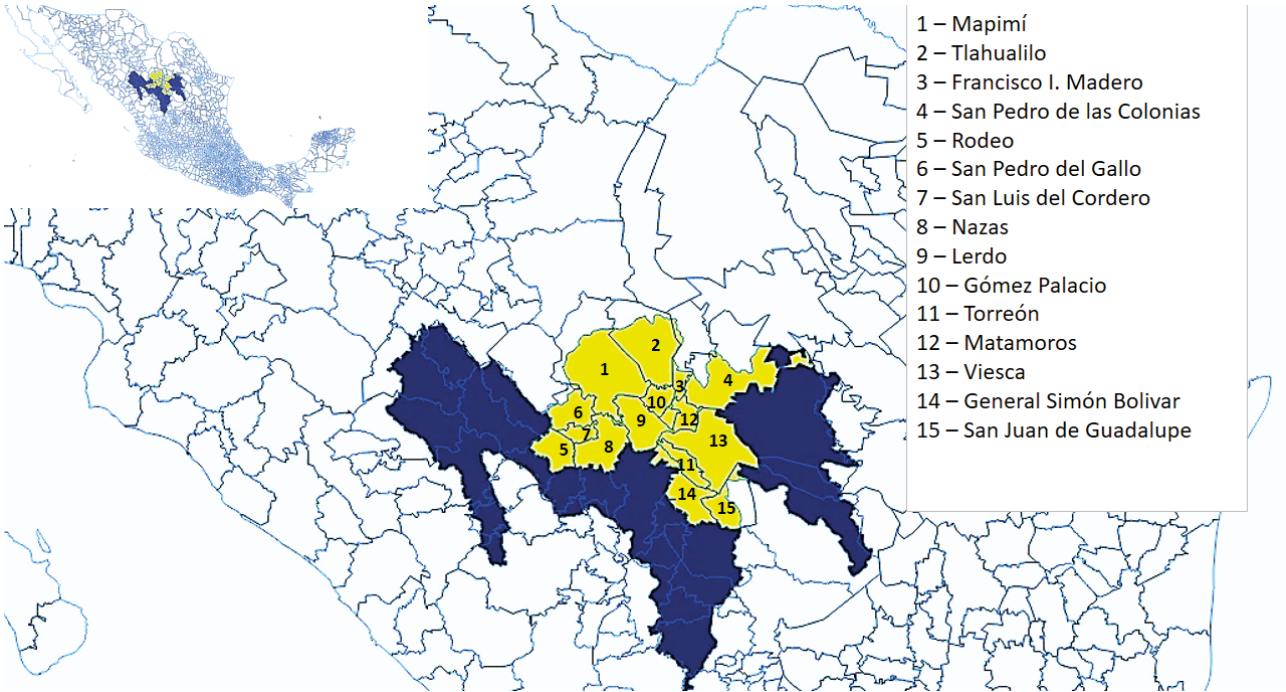 1 – Mapimí
2 – Tlahualilo
3 – Francisco I. Madero
4 – San Pedro de las Colonias
5 – Rodeo
6 – San Pedro del Gallo
7 – San Luis del Cordero
8 – Nazas
9 – Lerdo
10 – Gómez Palacio
11 – Torreón
12 – Matamoros
13 – Viesca
14 – General Simón Bolivar
15 – San Juan de Guadalupe
2
1
3
4
10
6
12
9
7
13
8
5
11
14
15